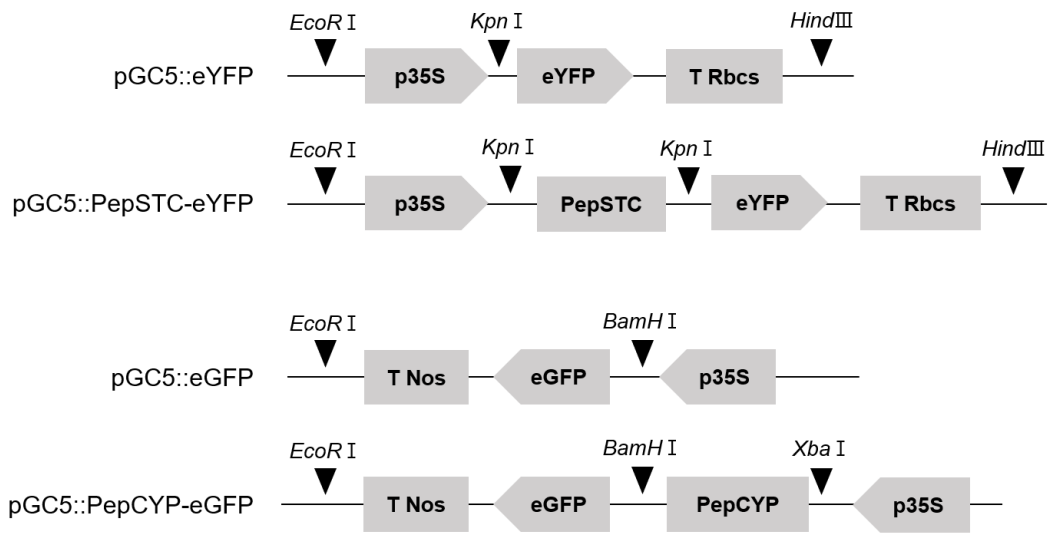 EcoR I Kpn I HindⅢ
pGC5::eYFP p35S eYFP T Rbcs
EcoR I Kpn I Kpn I HindⅢ
pGC5::PepSTC-eYFP p35S PepSTC eYFP T Rbcs
EcoR I BamH I
pGC5::eGFP T Nos eGFP p35S
EcoR I BamH I Xba I
pGC5::PepCYP-eGFP T Nos eGFP PepCYP p35S